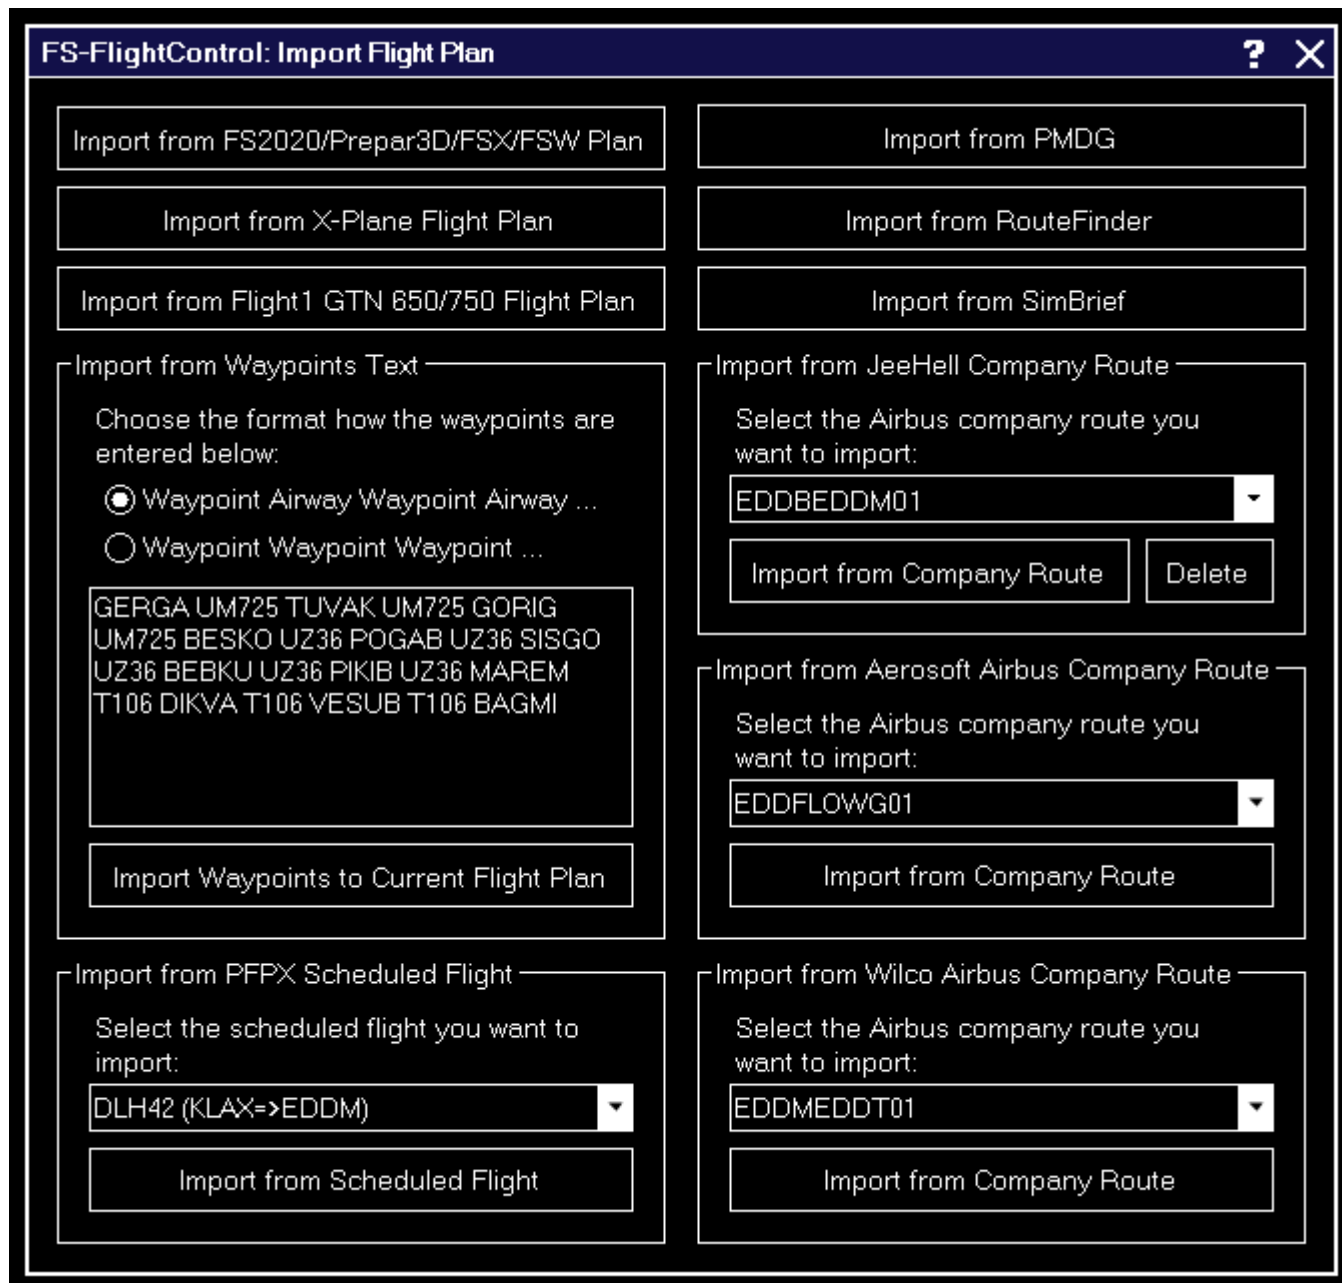 FS-FlightControl: Import Flight Plan
?
Import from FS2020/Prepar3D/FSX/FSW Plan
Import from X-Plane Flight Plan
Import from Flight1 GTN 650/750 Flight Plan
Import from PMDG
Import from RouteFinder
Import from SimBrief
Import from Waypoints Text
Choose the format how the waypoints are
entered below:
Waypoint Airway Waypoint Airway ...
Waypoint Waypoint Waypoint ...
GERGA UM725 TUVAK UM725 GORIG
UM725 BESKO UZ36 POGAB UZ36 SISGO
UZ36 BEBKU UZ36 PIKIB UZ36 MAREM
T106 DIKVA T106 VESUB T106 BAGMI
Import Waypoints to Current Flight Plan
Import from PFPX Scheduled Flight
Select the scheduled flight you want to
import:
DLH42 (KLAX=>EDDM)
Import from Scheduled Flight
Import from JeeHell Company Route
Select the Airbus company route you
want to import:
EDDBEDDM01
Import from Company Route
Delete
Import from Aerosoft Airbus Company Route
Select the Airbus company route you
want to import:
EDDFLOWG01
Import from Company Route
Import from Wilco Airbus Company Route
Select the Airbus company route you
want to import:
EDDMEDDT01
Import from Company Route